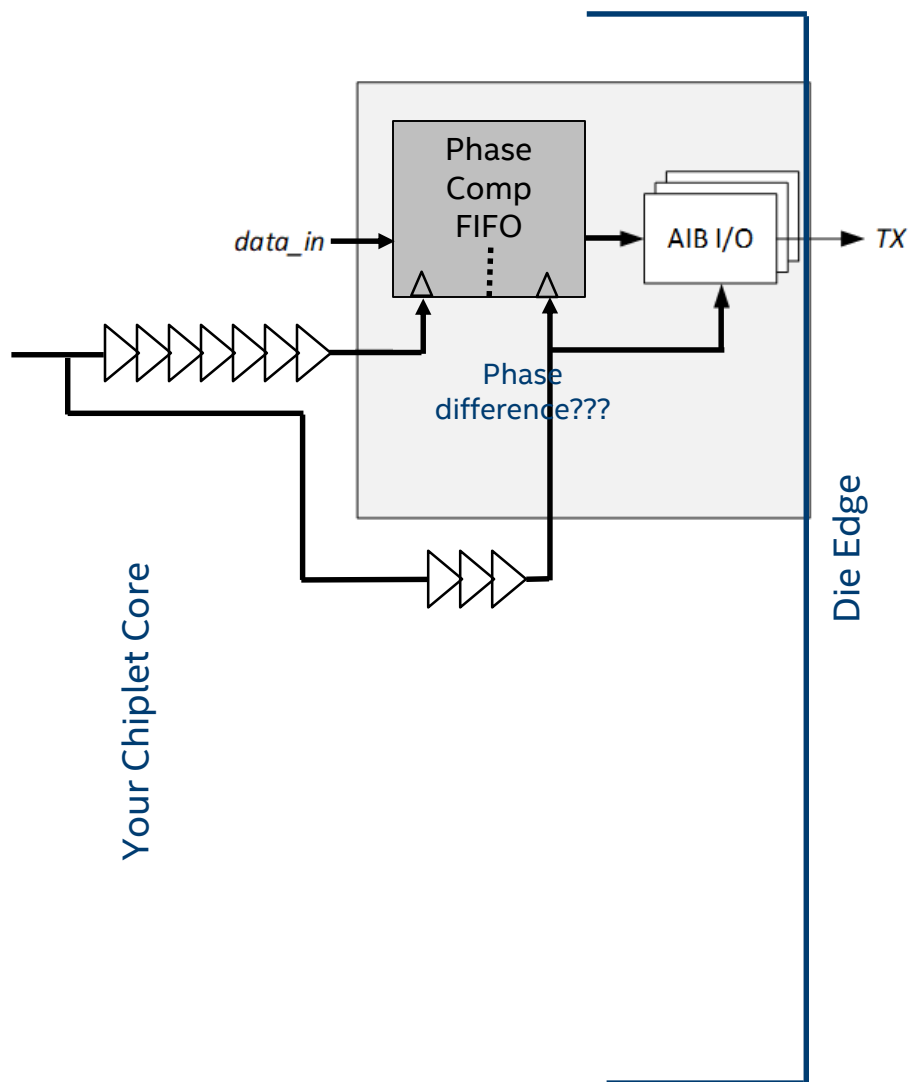 Phase
Comp
FIFO
data_in
AIB I/O
TX
Phase
difference???
Die Edge
Your Chiplet Core